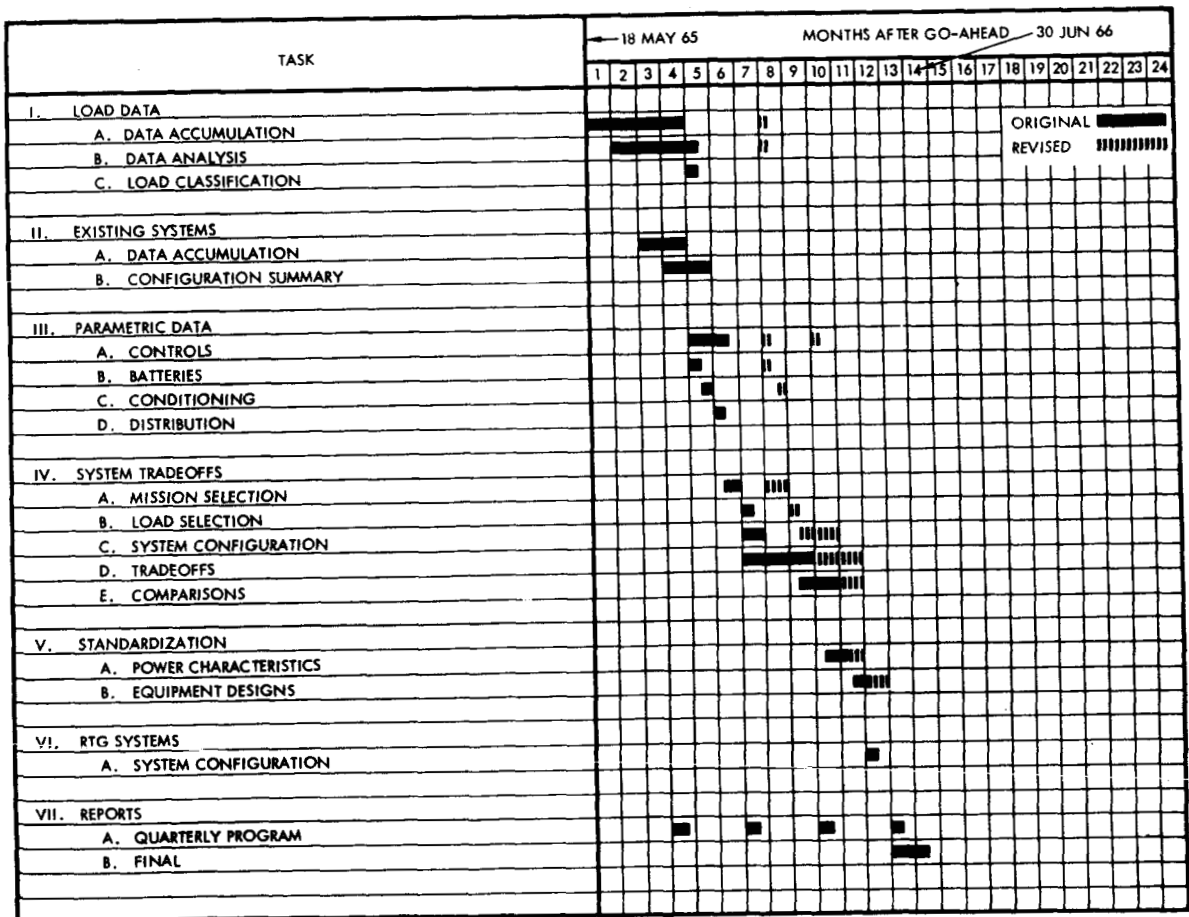 TASK
18 MAY 65 MONTHS AFTER GO-AHEAD 30 JUN 66
1 2 3 4 5 6 7 8 9 10 11 12 13 14 15 16 17 18 19 20 21 22 23 24
ORIGINAL
REVISED
I. LOAD DATA
A. DATA ACCUMULATION
B. DATA ANALYSIS
C. LOAD CLASSIFICATION
II. EXISTING SYSTEMS
A. DATA ACCUMULATION
B. CONFIGURATION SUMMARY
III. PARAMETRIC DATA
A. CONTROLS
B. BATTERIES
C. CONDITIONING
D. DISTRIBUTION
IV. SYSTEM TRADEOFFS
A. MISSION SELECTION
B. LOAD SELECTION
C. SYSTEM CONFIGURATION
D. TRADEOFFS
E. COMPARISONS
V. STANDARDIZATION
A. POWER CHARACTERISTICS
B. EQUIPMENT DESIGNS
VI. RTG SYSTEMS
A. SYSTEM CONFIGURATION
VII. REPORTS
A. QUARTERLY PROGRAM
B. FINAL